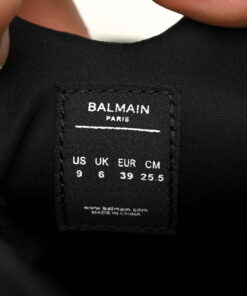 BALMAIN
PARIS
US UK EUR CM
9 6 39 25.5
www.balmain.com
MADE IN CHINA